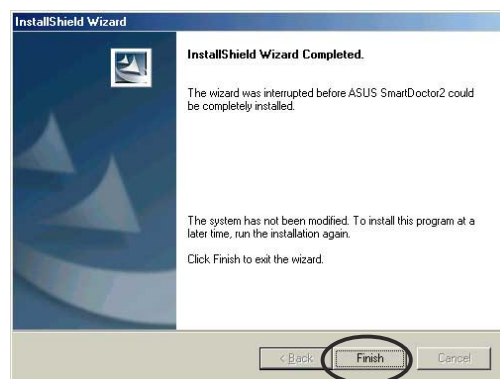 InstallShield Wizard
InstallShield Wizard Completed.
The wizard was interrupted before ASUS SmartDoctor2 could
be completely installed.
The system has not been modified. To install this program at a
later time, run the installation again.
Click Finish to exit the wizard.
< Back Finish Cancel